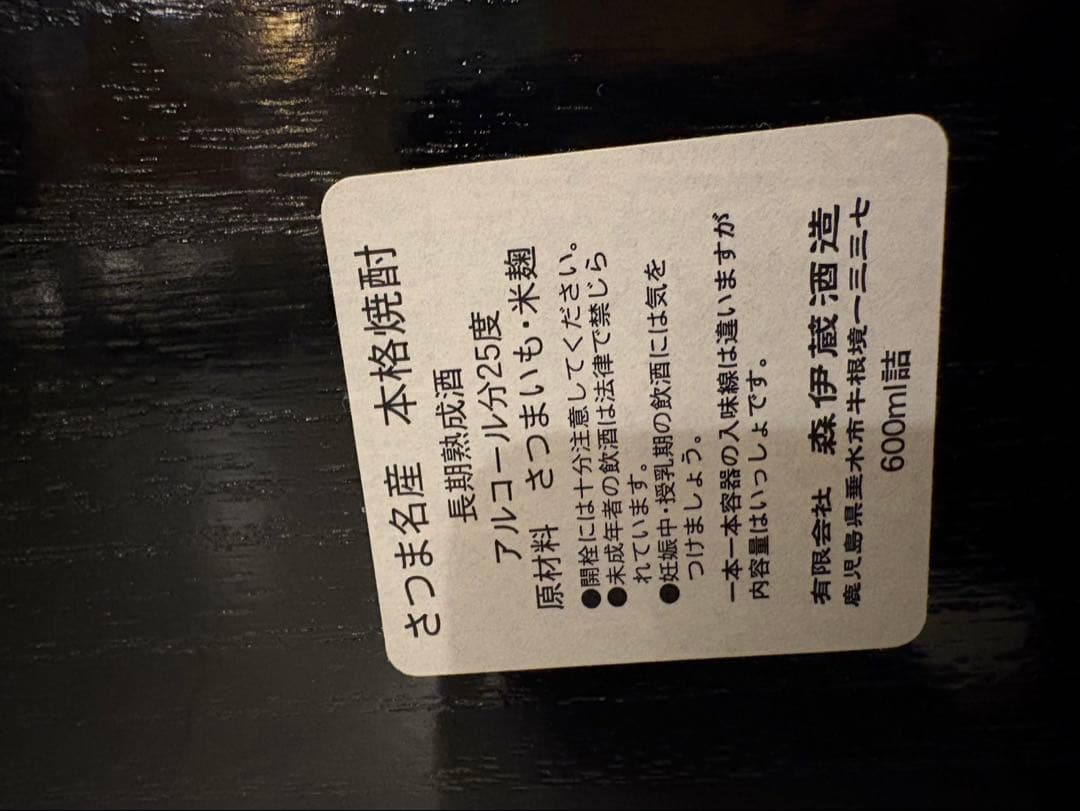 さつま名産　本格焼酎
長期熟成酒
アルコール分25度
原材料　さつまいも・米麹
●開栓には十分注意してください。
●未成年者の飲酒は法律で禁じら
れています。
●妊娠中・授乳期の飲酒には気を
つけましょう。
一本一本容器の入味線は違いますが
内容量はいっしょです。
有限会社　森伊蔵酒造
鹿児島県垂水市牛根境一三三七
600ml詰